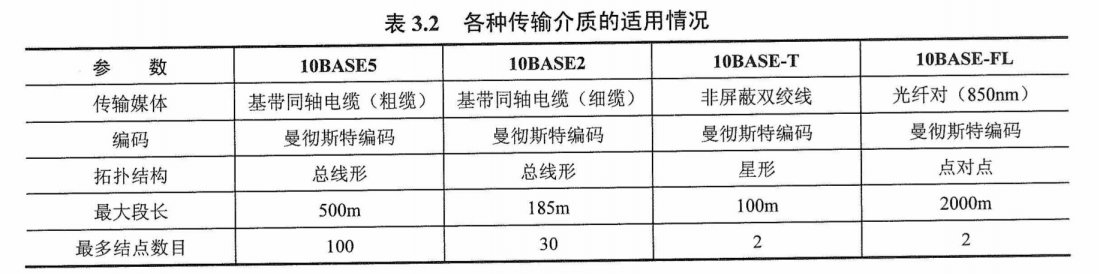 表 3.2 各种传输介质的适用情况
参 数 10BASE5 10BASE2 10BASE-T 10BASE-FL
传输媒体 基带同轴电缆（粗缆） 基带同轴电缆（细缆） 非屏蔽双绞线 光纤对（850nm）
编码 曼彻斯特编码 曼彻斯特编码 曼彻斯特编码 曼彻斯特编码
拓扑结构 总线形 总线形 星形 点对点
最大段长 500m 185m 100m 2000m
最多结点数目 100 30 2 2